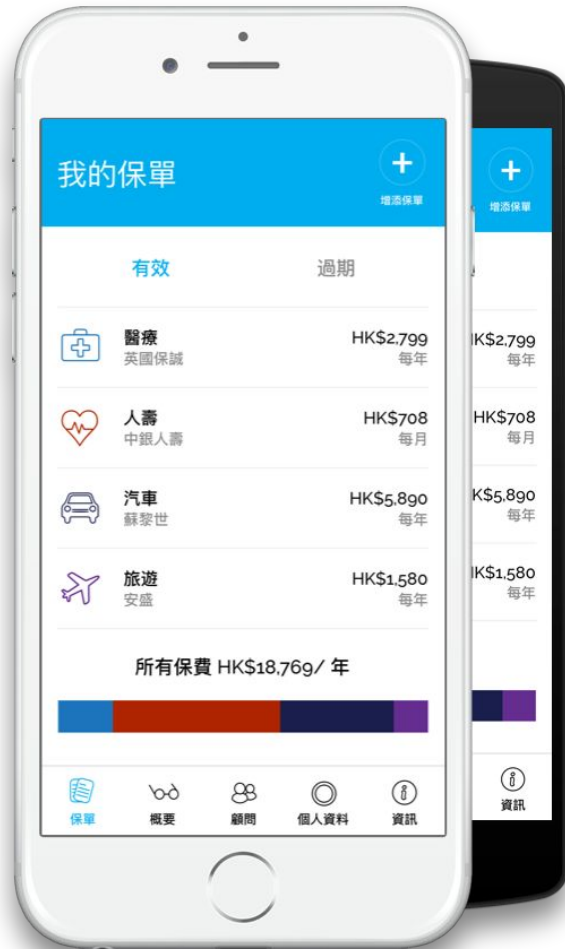 我的保單
增添保單
有效
過期
醫療
英國保誠
HK$2,799
每年
人壽
中銀人壽
HK$708
每月
汽車
蘇黎世
HK$5,890
每年
旅遊
安盛
HK$1,580
每年
所有保費 HK$18,769/ 年
保單
概要
顧問
個人資料
資訊
增添保單
HK$2,799
每年
HK$708
每月
K$5,890
每年
HK$1,580
每年
資訊